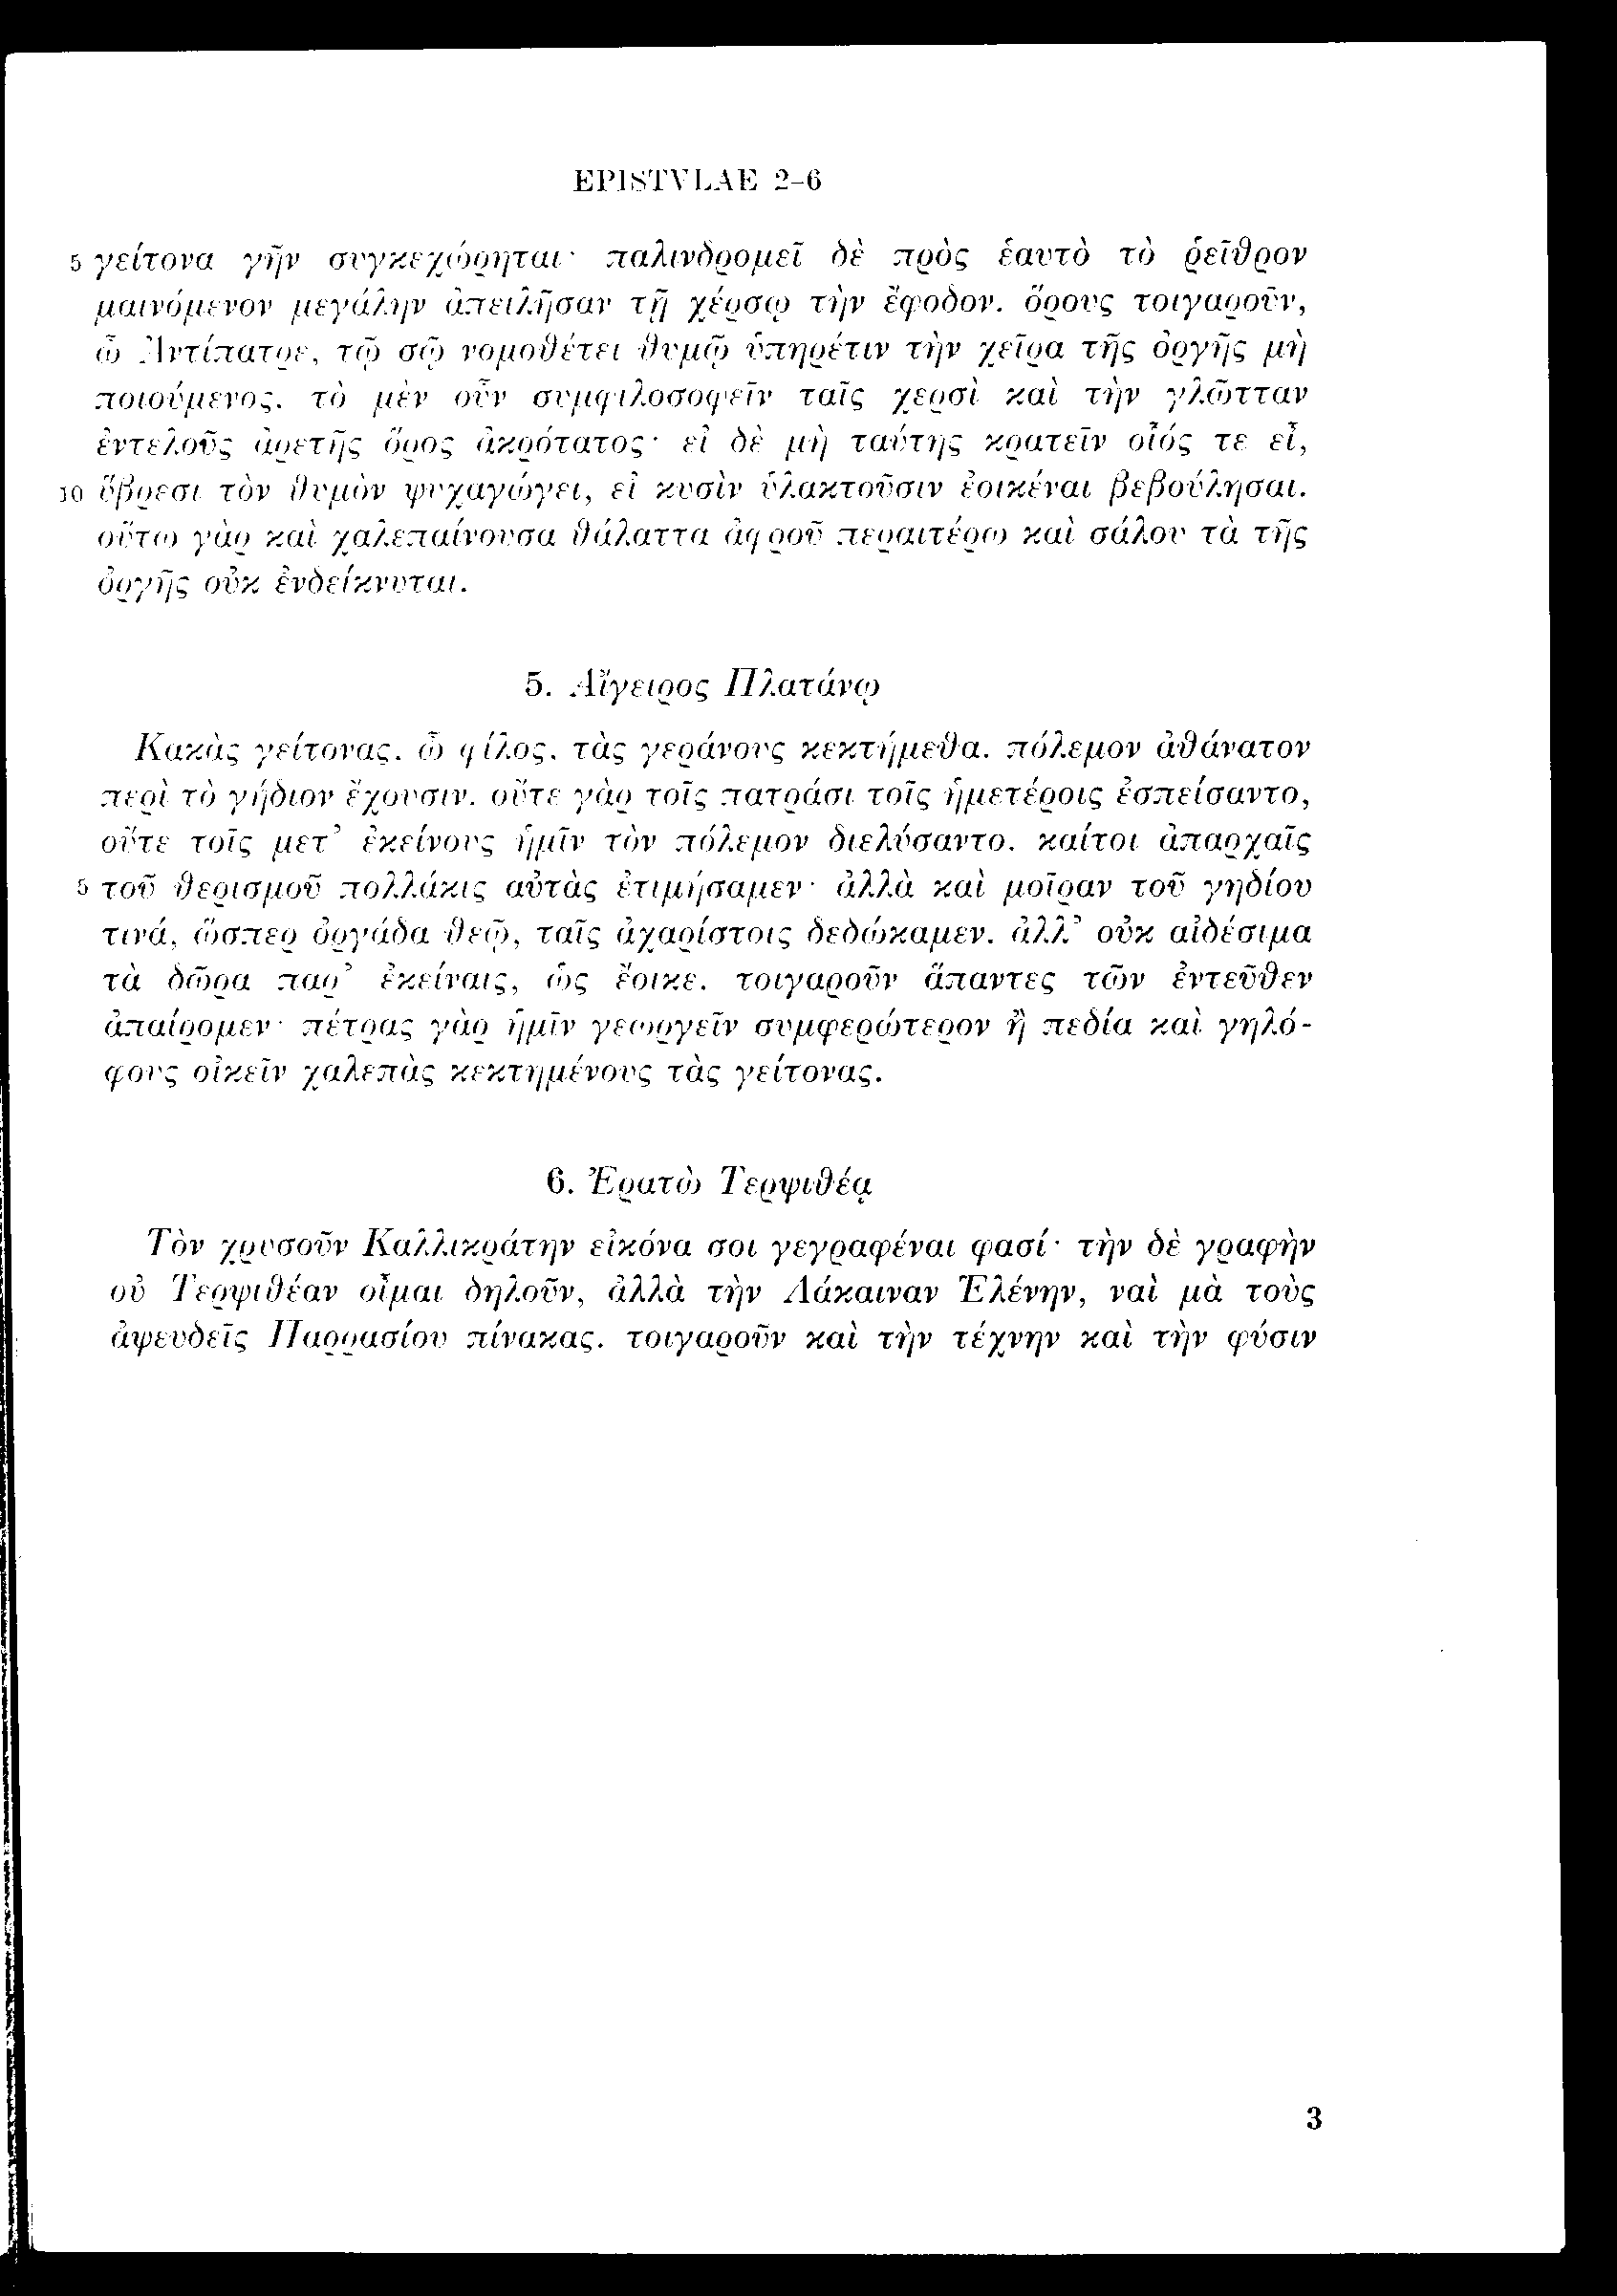 EPISTVLAE 2-6
5 γείτονα γῆν συγκεχώρηται· παλινδρομεῖ δὲ πρὸς ἑαυτὸ τὸ ῥεῖθρον
μαινόμενον μεγάλην ἀπειλῆσαν τῇ χέρσῳ τὴν ἔφοδον. ὅρους τοιγαροῦν,
ὦ Ἀντίπατρε, τῷ σῷ νομοθέτει θυμῷ ὑπηρέτιν τὴν χεῖρα τῆς ὀργῆς μὴ
ποιούμενος. τὸ μὲν οὖν συμφιλοσοφεῖν ταῖς χερσὶ καὶ τὴν γλῶτταν
ἐντελοῦς ἀρετῆς ὅρος ἀκρότατος· εἰ δὲ μὴ ταύτης κρατεῖν οἷός τε εἶ,
10 ὕβρεσι τὸν θυμὸν ψυχαγώγει, εἰ κυσὶν ὑλακτοῦσιν ἐοικέναι βεβούλησαι.
οὕτω γὰρ καὶ χαλεπαίνουσα θάλαττα ἀφροῦ περαιτέρω καὶ σάλου τὰ τῆς
ὀργῆς οὐκ ἐνδείκνυται.
5. Αἴγειρος Πλατάνῳ
Κακὰς γείτονας, ὦ φίλος, τὰς γεράνους κεκτήμεθα. πόλεμον ἀθάνατον
περὶ τὸ γήδιον ἔχουσιν. οὔτε γὰρ τοῖς πατράσι τοῖς ἡμετέροις ἐσπείσαντο,
οὔτε τοῖς μετ' ἐκείνους ἡμῖν τὸν πόλεμον διελύσαντο. καίτοι ἀπαρχαῖς
5 τοῦ θερισμοῦ πολλάκις αὐτὰς ἐτιμήσαμεν· ἀλλὰ καὶ μοῖραν τοῦ γηδίου
τινά, ὥσπερ ὀργάδα θεῷ, ταῖς ἀχαρίστοις δεδώκαμεν. ἀλλ' οὐκ αἰδέσιμα
τὰ δῶρα παρ' ἐκείναις, ὡς ἔοικε. τοιγαροῦν ἅπαντες τῶν ἐντεῦθεν
ἀπαίρομεν· πέτρας γὰρ ἡμῖν γεωργεῖν συμφερώτερον ἢ πεδία καὶ γηλό-
φους οἰκεῖν χαλεπὰς κεκτημένους τὰς γείτονας.
6. Ἐρατὼ Τερψιθέᾳ
Τὸν χρυσοῦν Καλλικράτην εἰκόνα σοι γεγραφέναι φασί· τὴν δὲ γραφὴν
οὐ Τερψιθέαν οἶμαι δηλοῦν, ἀλλὰ τὴν Λάκαιναν Ἑλένην, ναὶ μὰ τοὺς
ἀψευδεῖς Παρρασίου πίνακας. τοιγαροῦν καὶ τὴν τέχνην καὶ τὴν φύσιν
3